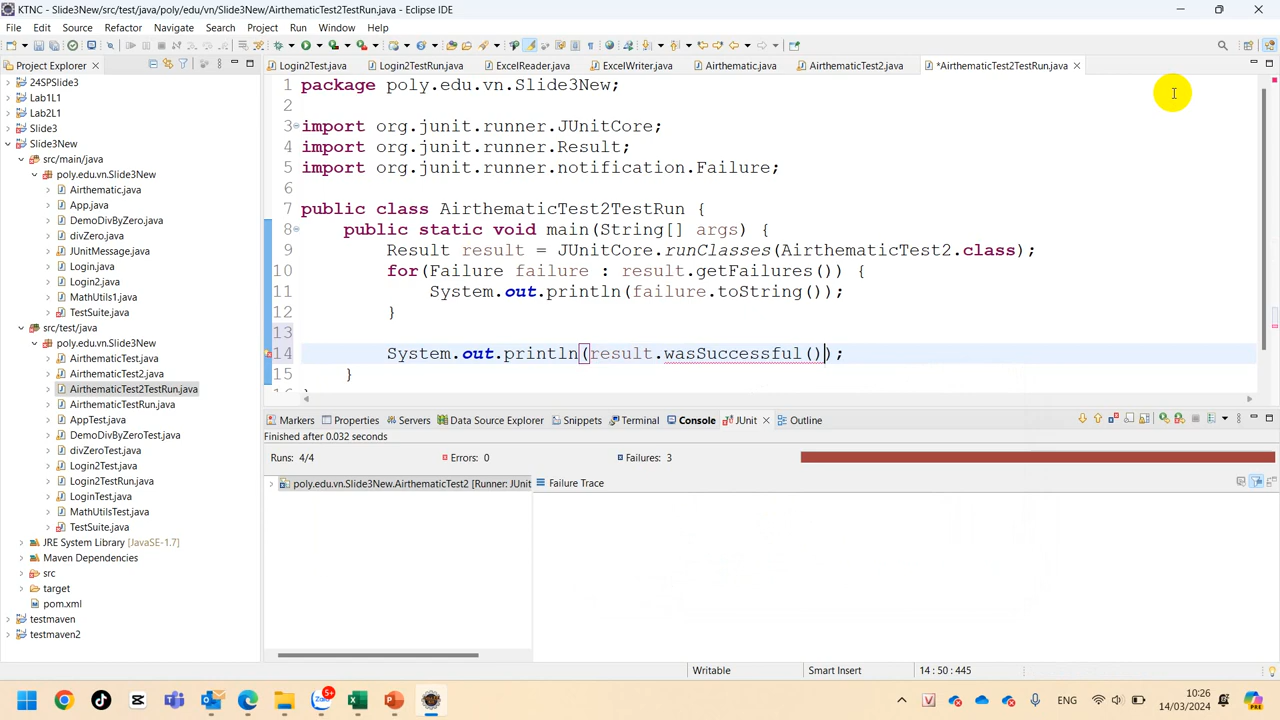 KTNC - Slide3New/src/test/java/poly/edu/vn/Slide3New/AirthematicTest2TestRun.java - Eclipse IDE
File Edit Source Refactor Navigate Search Project Run Window Help
Project Explorer
Login2Test.java Login2TestRun.java ExcelReader.java ExcelWriter.java Airthematic.java AirthematicTest2.java *AirthematicTest2TestRun.java
24SPSlide3
Lab1L1
Lab2L1
Slide3
Slide3New
src/main/java
poly.edu.vn.Slide3New
Airthematic.java
App.java
DemoDivByZero.java
divZero.java
JUnitMessage.java
Login.java
Login2.java
MathUtils1.java
TestSuite.java
src/test/java
poly.edu.vn.Slide3New
AirthematicTest.java
AirthematicTest2.java
AirthematicTest2TestRun.java
AirthematicTestRun.java
AppTest.java
DemoDivByZeroTest.java
divZeroTest.java
Login2Test.java
Login2TestRun.java
LoginTest.java
MathUtilsTest.java
TestSuite.java
JRE System Library [JavaSE-1.7]
Maven Dependencies
src
target
pom.xml
testmaven
testmaven2
1 package poly.edu.vn.Slide3New;
2
3 import org.junit.runner.JUnitCore;
4 import org.junit.runner.Result;
5 import org.junit.runner.notification.Failure;
6
7 public class AirthematicTest2TestRun {
8 public static void main(String[] args) {
9 Result result = JUnitCore.runClasses(AirthematicTest2.class);
10 for(Failure failure : result.getFailures()) {
11 System.out.println(failure.toString());
12 }
13
14 System.out.println(result.wasSuccessful());
15 }
Markers Properties Servers Data Source Explorer Snippets Terminal Console JUnit Outline
Finished after 0.032 seconds
Runs: 4/4 Errors: 0 Failures: 3
poly.edu.vn.Slide3New.AirthematicTest2 [Runner: JUnit Failure Trace
Writable Smart Insert 14 : 50 : 445
5+ ENG 10:26
14/03/2024